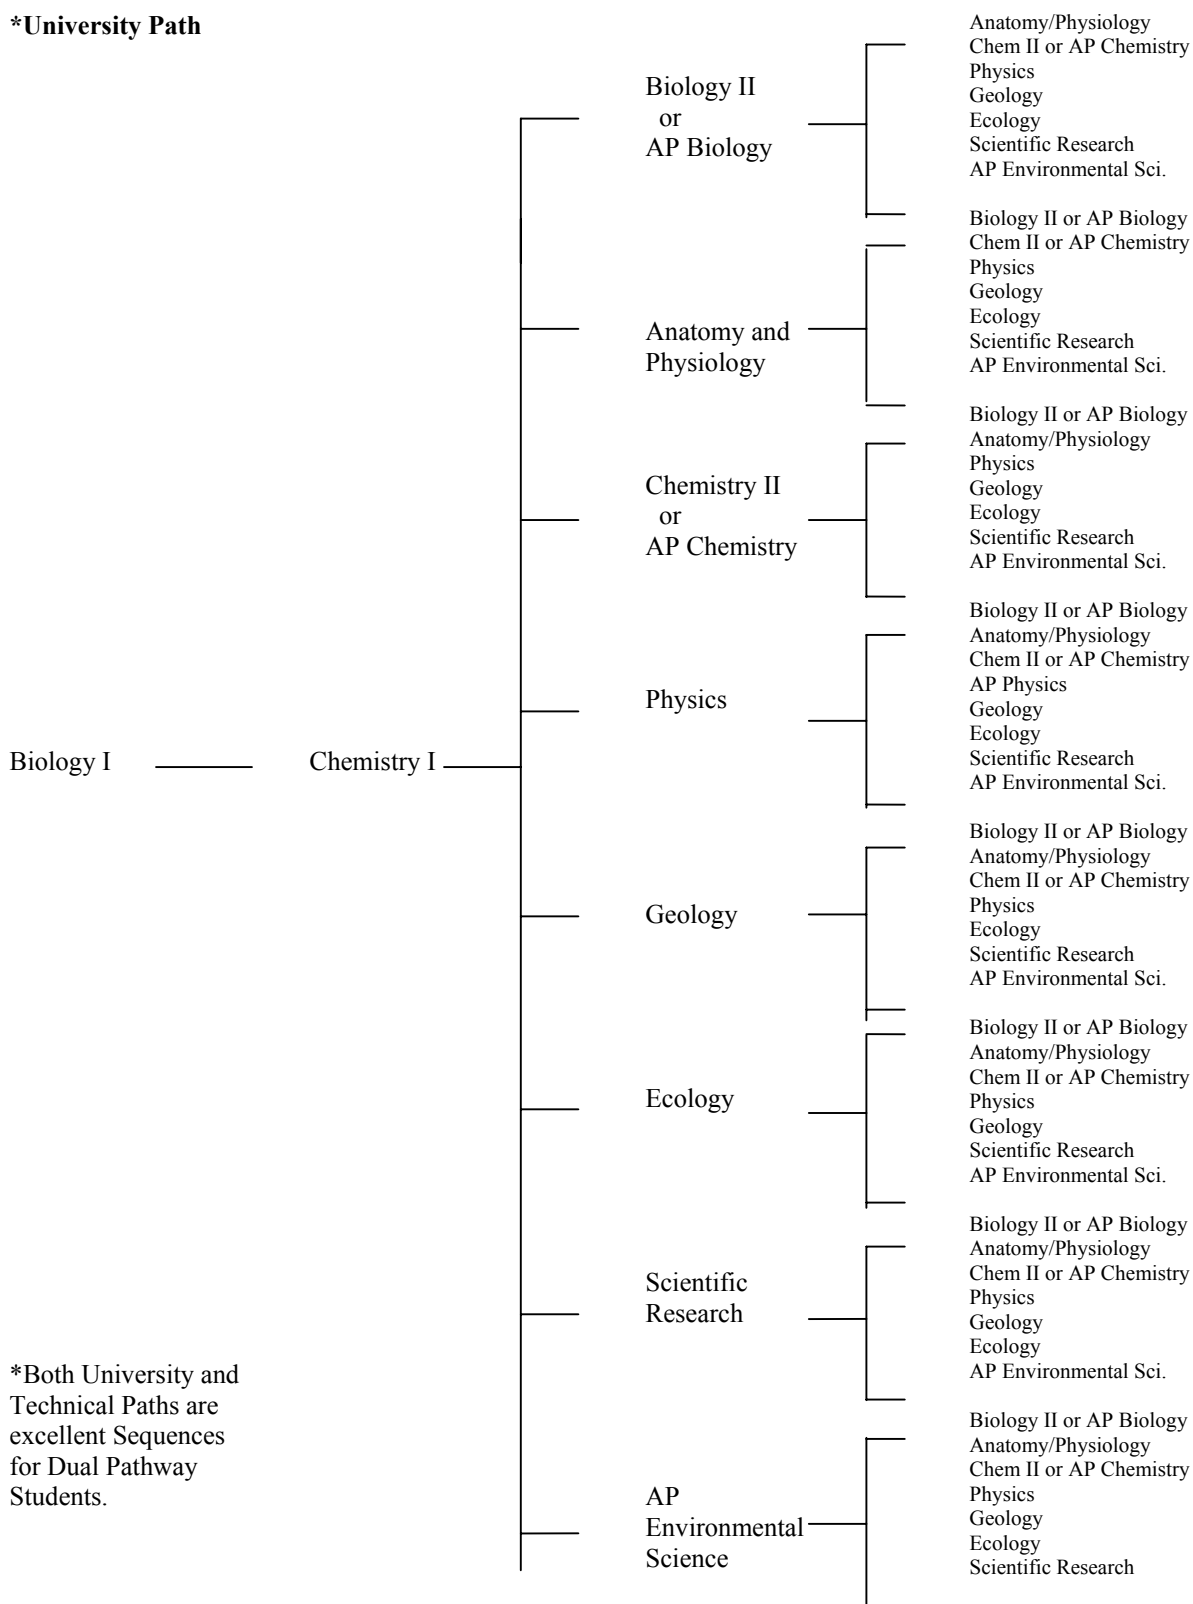 *University Path
Biology I
Chemistry I
Biology II
or
AP Biology
Anatomy/Physiology
Chem II or AP Chemistry
Physics
Geology
Ecology
Scientific Research
AP Environmental Sci.
Anatomy and
Physiology
Biology II or AP Biology
Chem II or AP Chemistry
Physics
Geology
Ecology
Scientific Research
AP Environmental Sci.
Chemistry II
or
AP Chemistry
Biology II or AP Biology
Anatomy/Physiology
Physics
Geology
Ecology
Scientific Research
AP Environmental Sci.
Physics
Biology II or AP Biology
Anatomy/Physiology
Chem II or AP Chemistry
AP Physics
Geology
Ecology
Scientific Research
AP Environmental Sci.
Geology
Biology II or AP Biology
Anatomy/Physiology
Chem II or AP Chemistry
Physics
Ecology
Scientific Research
AP Environmental Sci.
Ecology
Biology II or AP Biology
Anatomy/Physiology
Chem II or AP Chemistry
Physics
Geology
Scientific Research
AP Environmental Sci.
Scientific
Research
Biology II or AP Biology
Anatomy/Physiology
Chem II or AP Chemistry
Physics
Geology
Ecology
AP Environmental Sci.
AP
Environmental
Science
Biology II or AP Biology
Anatomy/Physiology
Chem II or AP Chemistry
Physics
Geology
Ecology
Scientific Research
*Both University and
Technical Paths are
excellent Sequences
for Dual Pathway
Students.